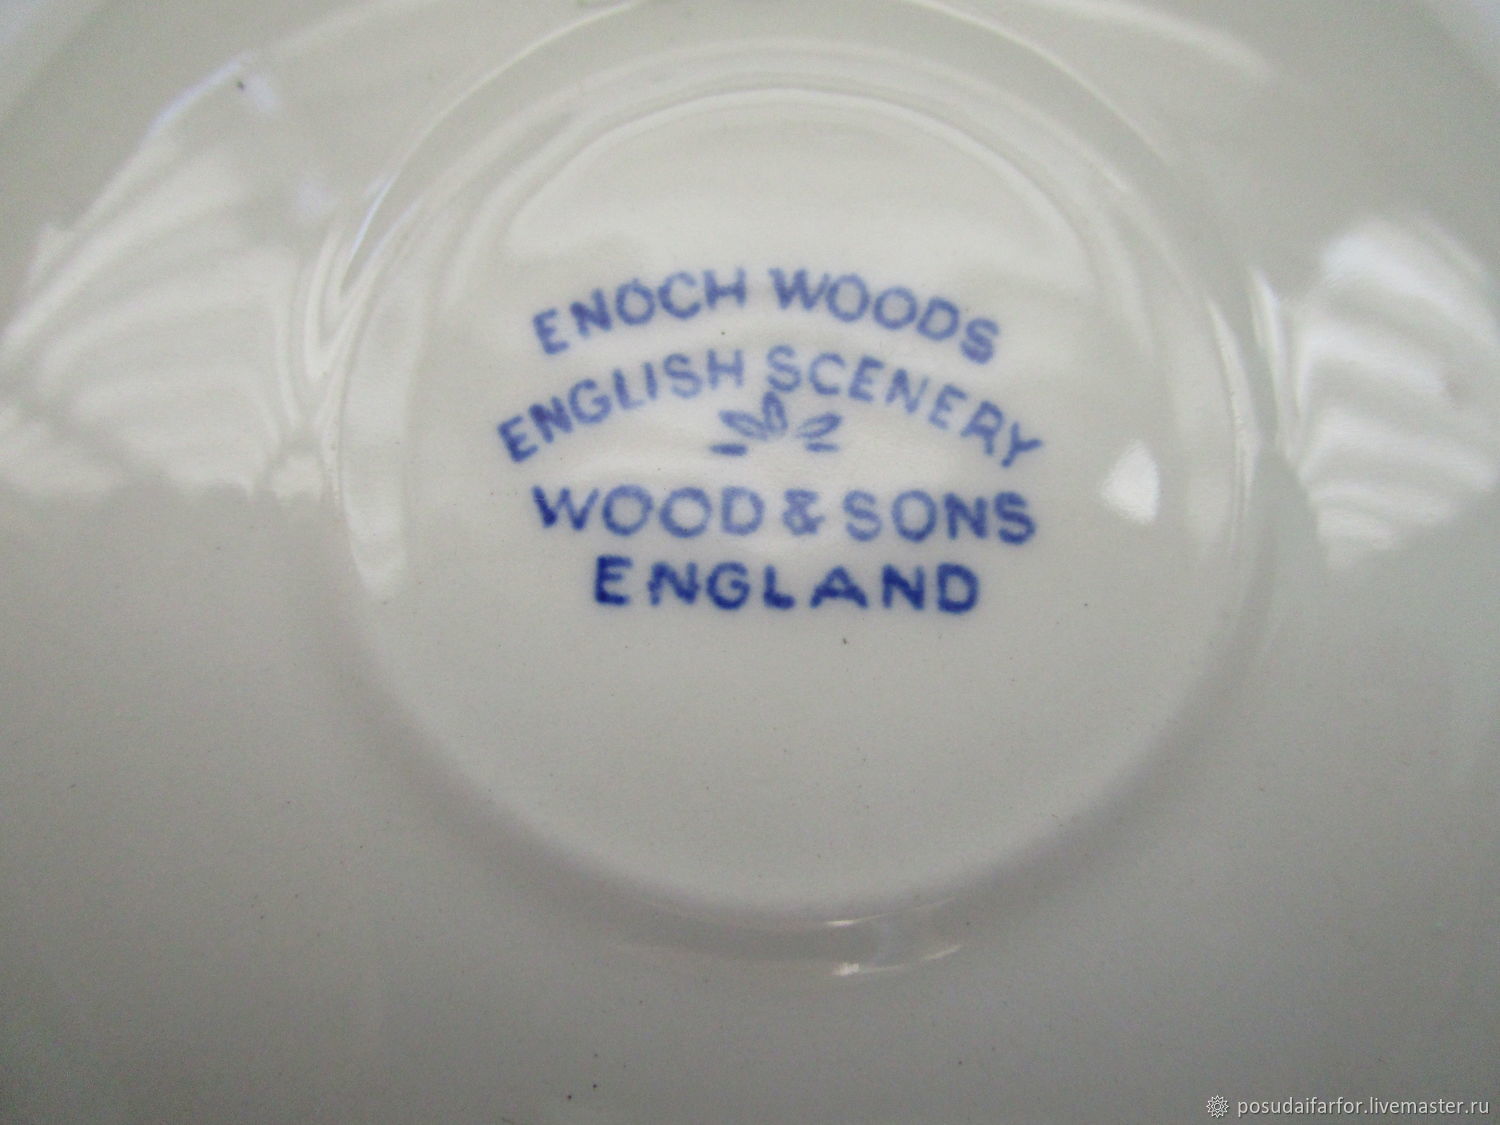 ENOCH WOODS
ENGLISH SCENERY
WOOD & SONS
ENGLAND
posudaifarfor.livemaster.ru